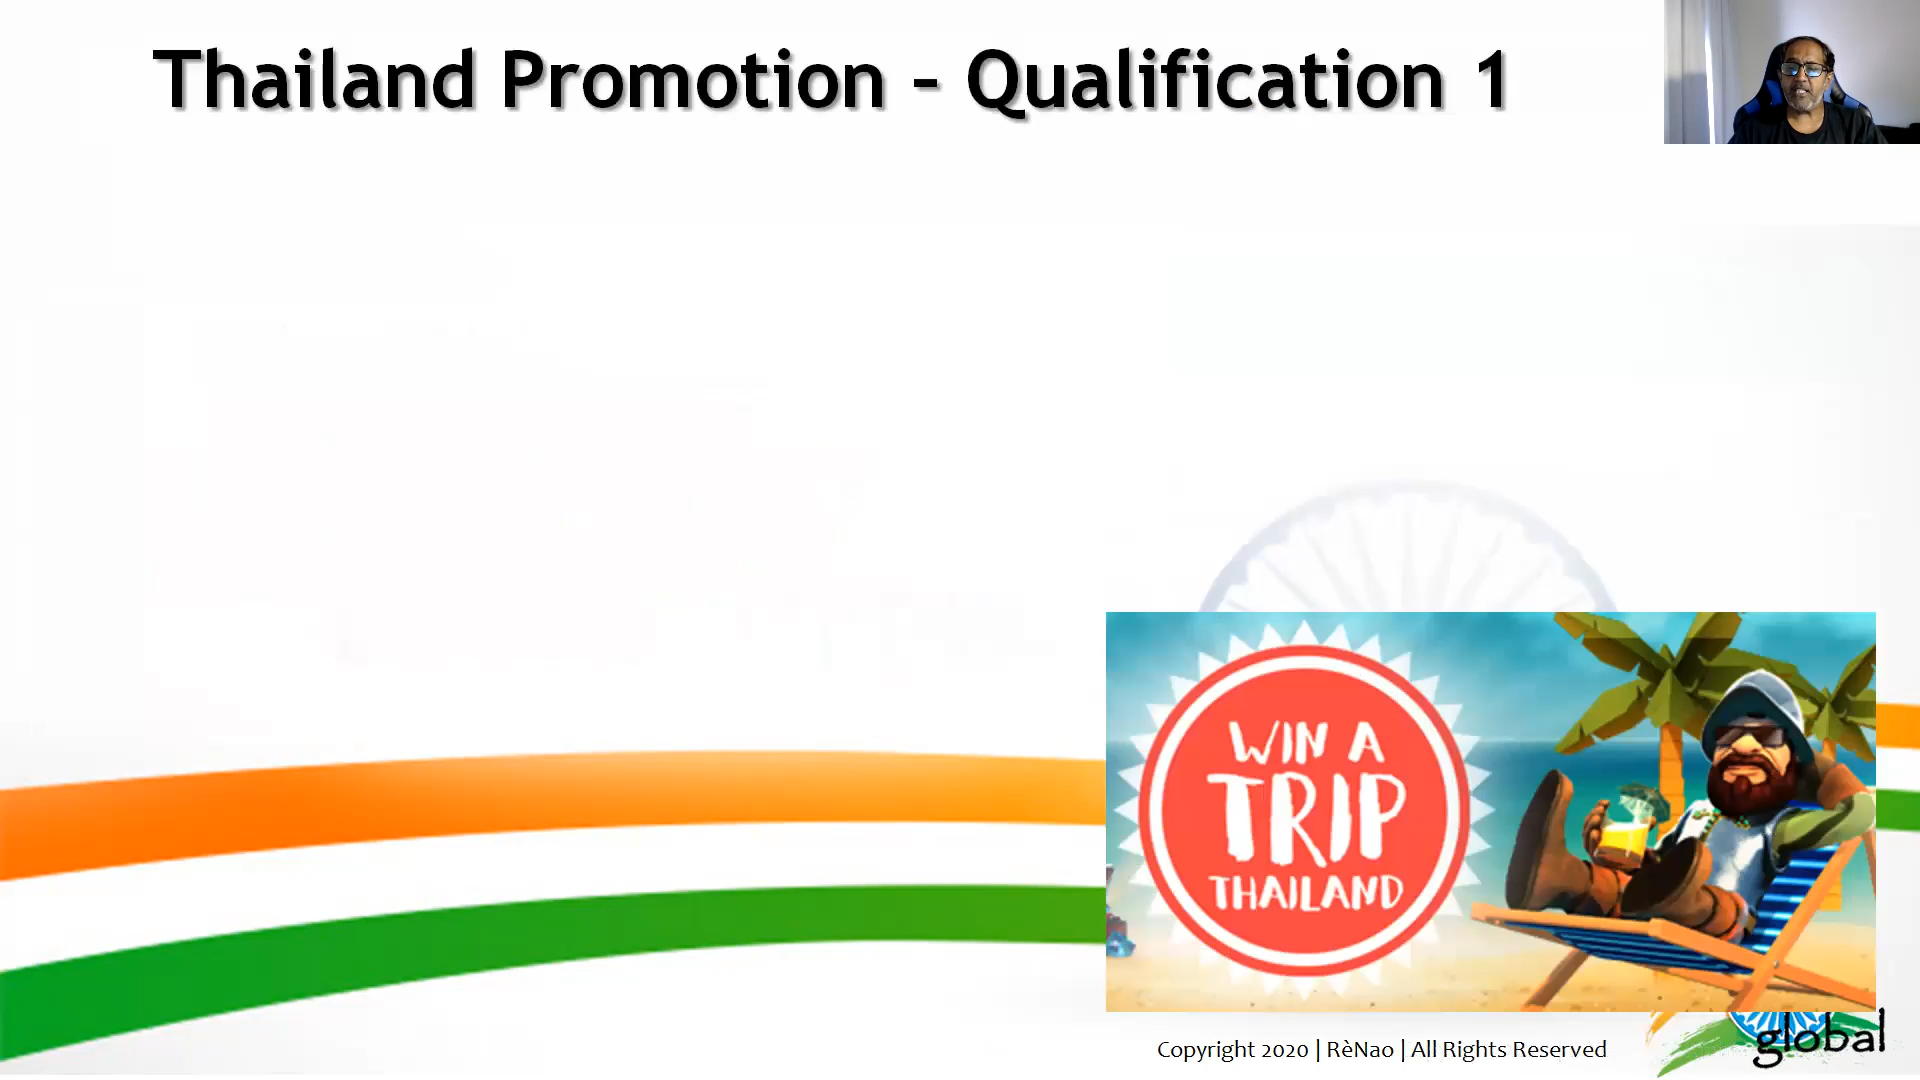 Thailand Promotion – Qualification 1
WIN A
TRIP
THAILAND
Copyright 2020 | RèNao | All Rights Reserved
global